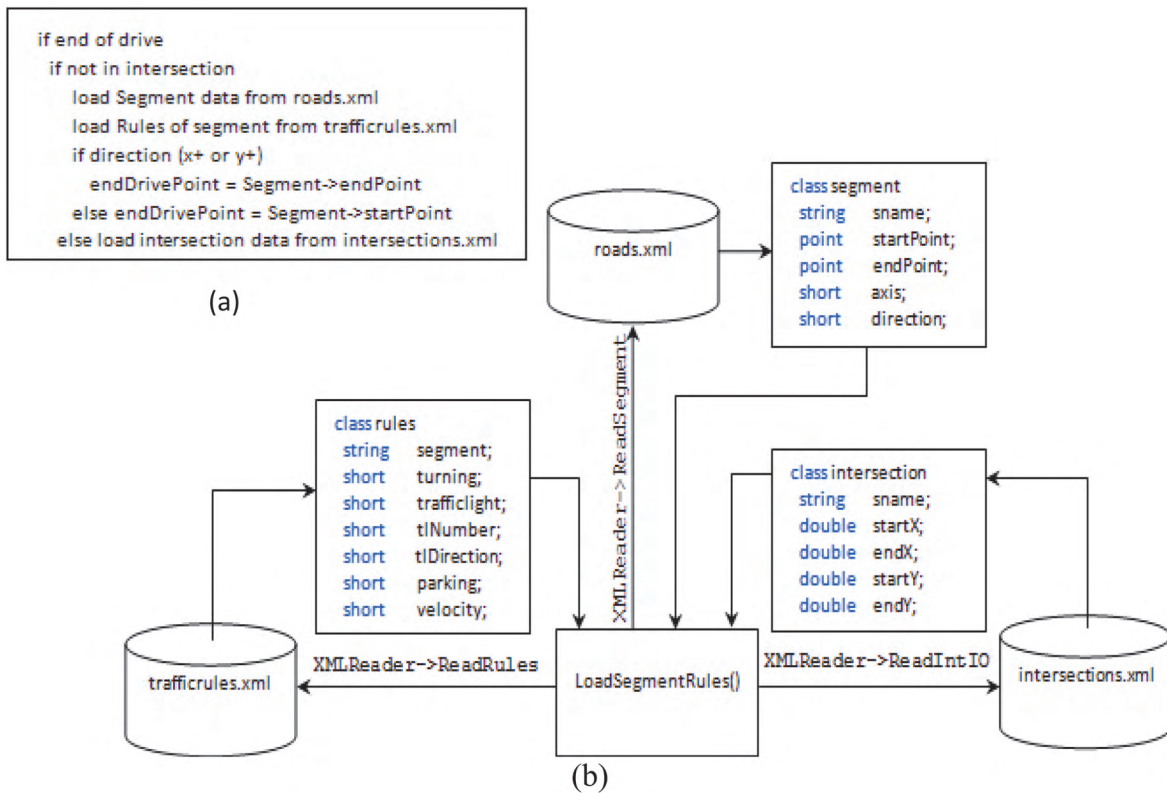 if end of drive
if not in intersection
load Segment data from roads.xml
load Rules of segment from trafficrules.xml
if direction (x+ or y+)
endDrivePoint = Segment->endPoint
else endDrivePoint = Segment->startPoint
else load intersection data from intersections.xml
(a)
roads.xml
class segment
string sname;
point startPoint;
point endPoint;
short axis;
short direction;
XMLReader->ReadSegment
class rules
string segment;
short turning;
short trafficlight;
short tlNumber;
short tlDirection;
short parking;
short velocity;
class intersection
string sname;
double startX;
double endX;
double startY;
double endY;
trafficrules.xml
XMLReader->ReadRules
LoadSegmentRules()
XMLReader->ReadIntIO
intersections.xml
(b)